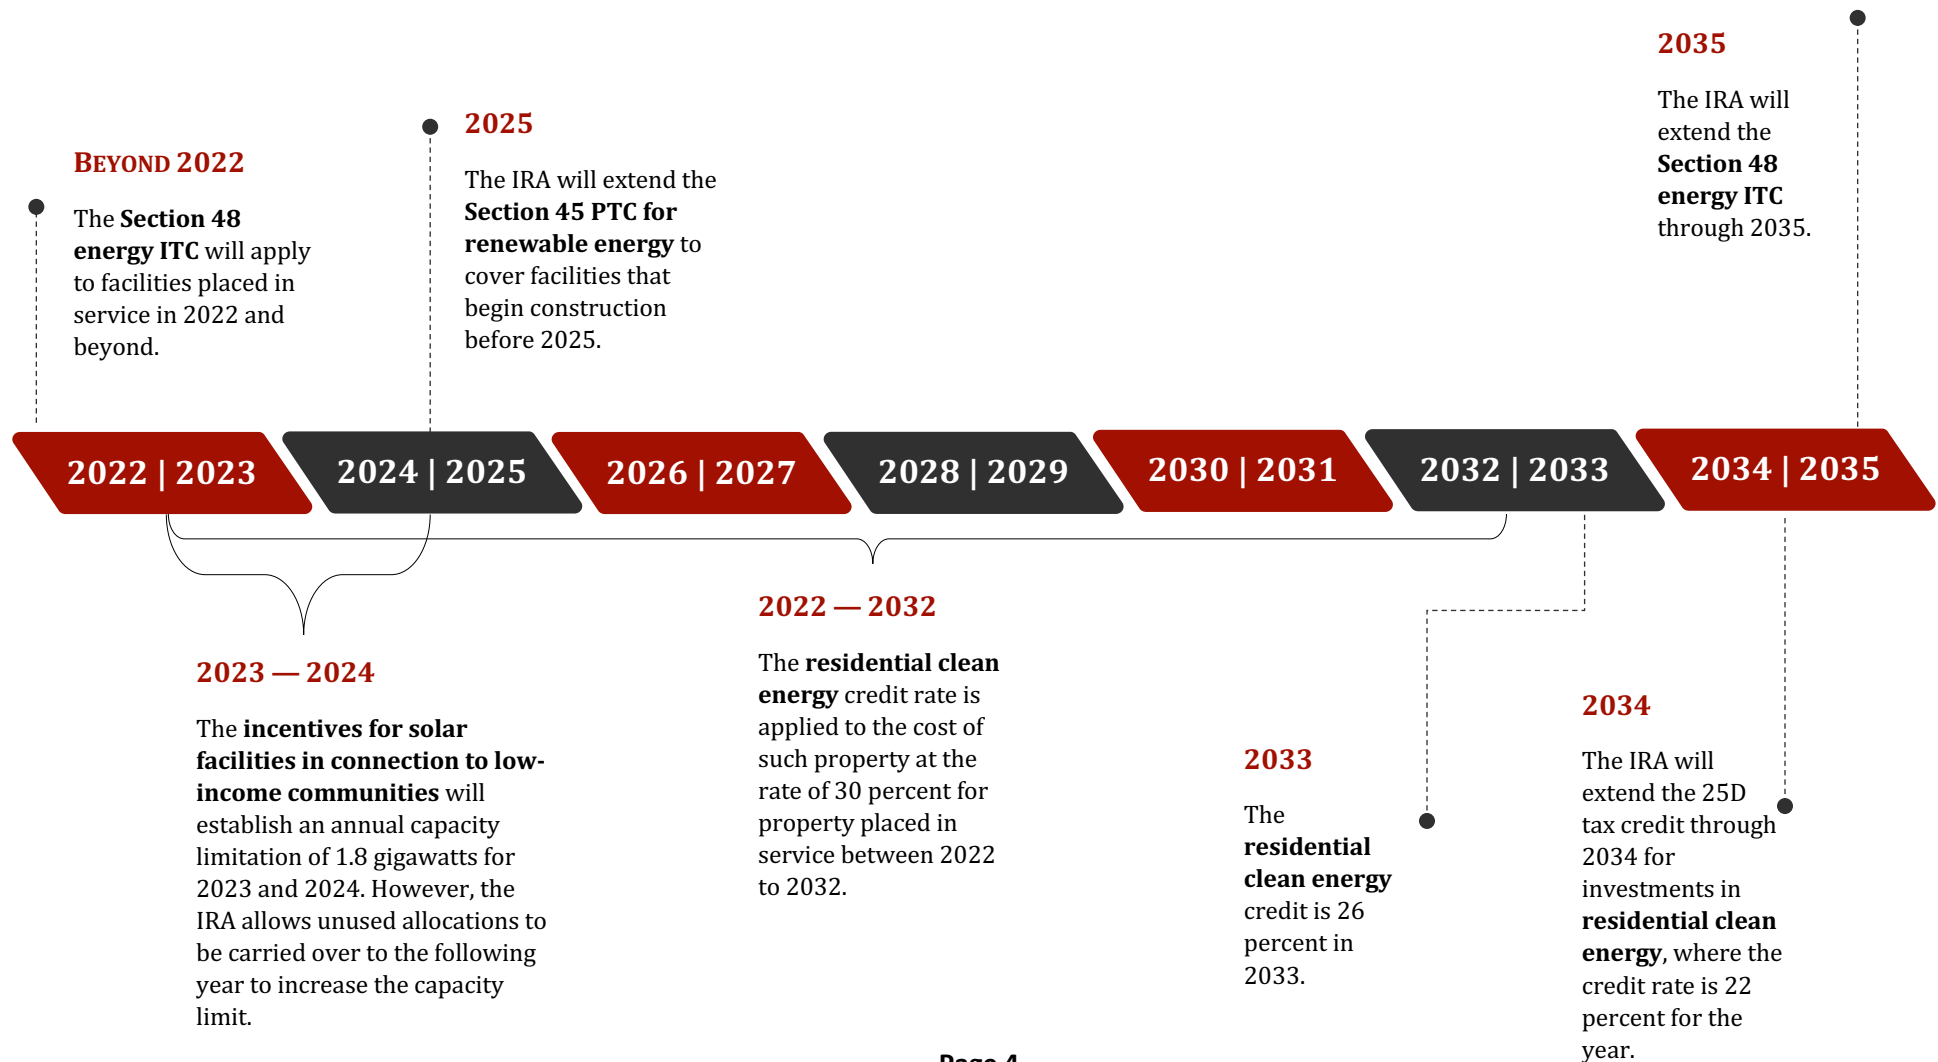 2035
The IRA will
extend the
Section 48
energy ITC
through 2035.
2025
The IRA will extend the
Section 45 PTC for
renewable energy to
cover facilities that
begin construction
before 2025.
BEYOND 2022
The Section 48
energy ITC will apply
to facilities placed in
service in 2022 and
beyond.
2022 | 2023
2024 | 2025
2026 | 2027
2028 | 2029
2030 | 2031
2032 | 2033
2034 | 2035
2023 — 2024
The incentives for solar
facilities in connection to low-
income communities will
establish an annual capacity
limitation of 1.8 gigawatts for
2023 and 2024. However, the
IRA allows unused allocations to
be carried over to the following
year to increase the capacity
limit.
2022 — 2032
The residential clean
energy credit rate is
applied to the cost of
such property at the
rate of 30 percent for
property placed in
service between 2022
to 2032.
2033
The
residential
clean energy
credit is 26
percent in
2033.
2034
The IRA will
extend the 25D
tax credit through
2034 for
investments in
residential clean
energy, where the
credit rate is 22
percent for the
year.
Page 4